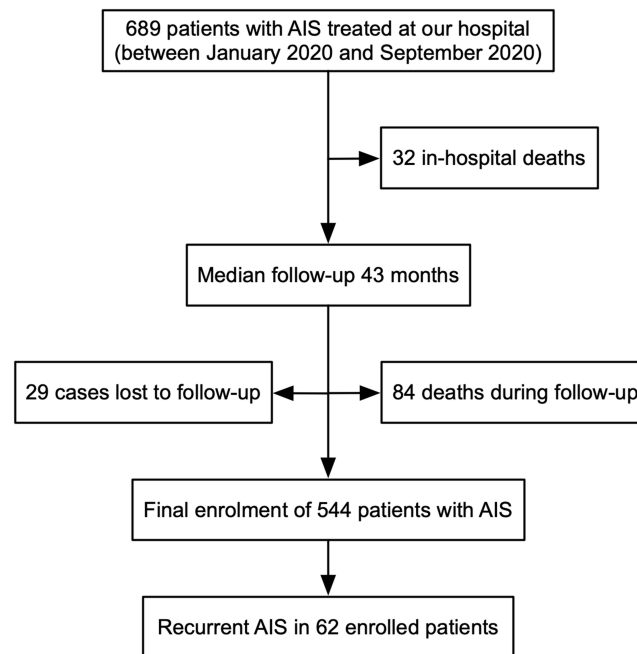 689 patients with AIS treated at our hospital
(between January 2020 and September 2020)
32 in-hospital deaths
Median follow-up 43 months
29 cases lost to follow-up
84 deaths during follow-up
Final enrolment of 544 patients with AIS
Recurrent AIS in 62 enrolled patients